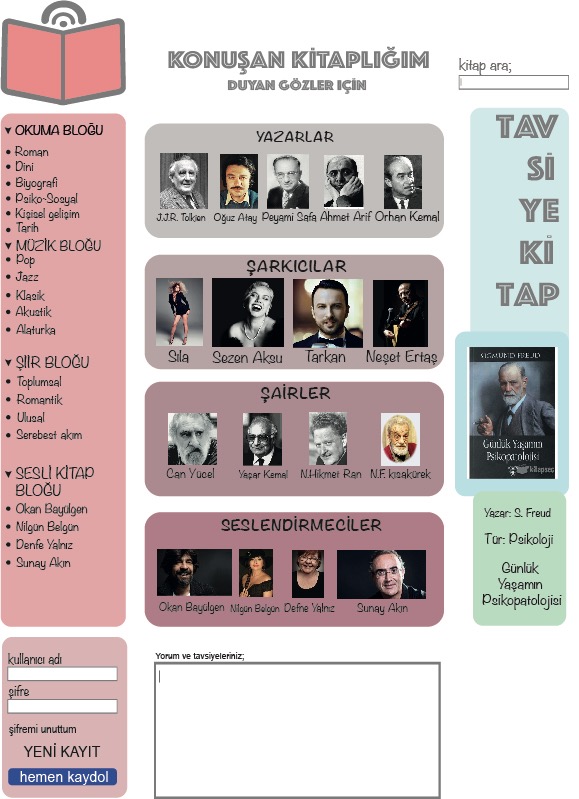 KONUŞAN KİTAPLIĞIM
DUYAN GÖZLER İÇİN
kitap ara;
OKUMA BLOĞU
Roman
Dini
Biyografi
Psiko-Sosyal
Kişisel gelişim
Tarih
MÜZİK BLOĞU
Pop
Jazz
Klasik
Akustik
Alaturka
ŞİİR BLOĞU
Toplumsal
Romantik
Ulusal
Serebest akım
SESLİ KİTAP
BLOĞU
Okan Bayülgen
Nilgün Belgün
Denfe Yalnız
Sunay Akın
YAZARLAR
J.J.R. Tolkien Oğuz Atay Peyami Safa Ahmet Arif Orhan Kemal
ŞARKICILAR
Sıla Sezen Aksu Tarkan Neşet Ertaş
ŞAİRLER
Can Yücel Yaşar Kemal N.Hikmet Ran N.F. kısakürek
SESLENDİRMECİLER
Okan Bayülgen Nilgün Belgün Defne Yalnız Sunay Akın
TAV
Sİ
YE
Kİ
TAP
SIGMUND FREUD
Günlük Yaşamın
Psikopatolojisi
kitapseç
Yazar: S. Freud
Tür: Psikoloji
Günlük
Yaşamın
Psikopatolojisi
kullanıcı adı
şifre
şifremi unuttum
YENİ KAYIT
hemen kaydol
Yorum ve tavsiyeleriniz;